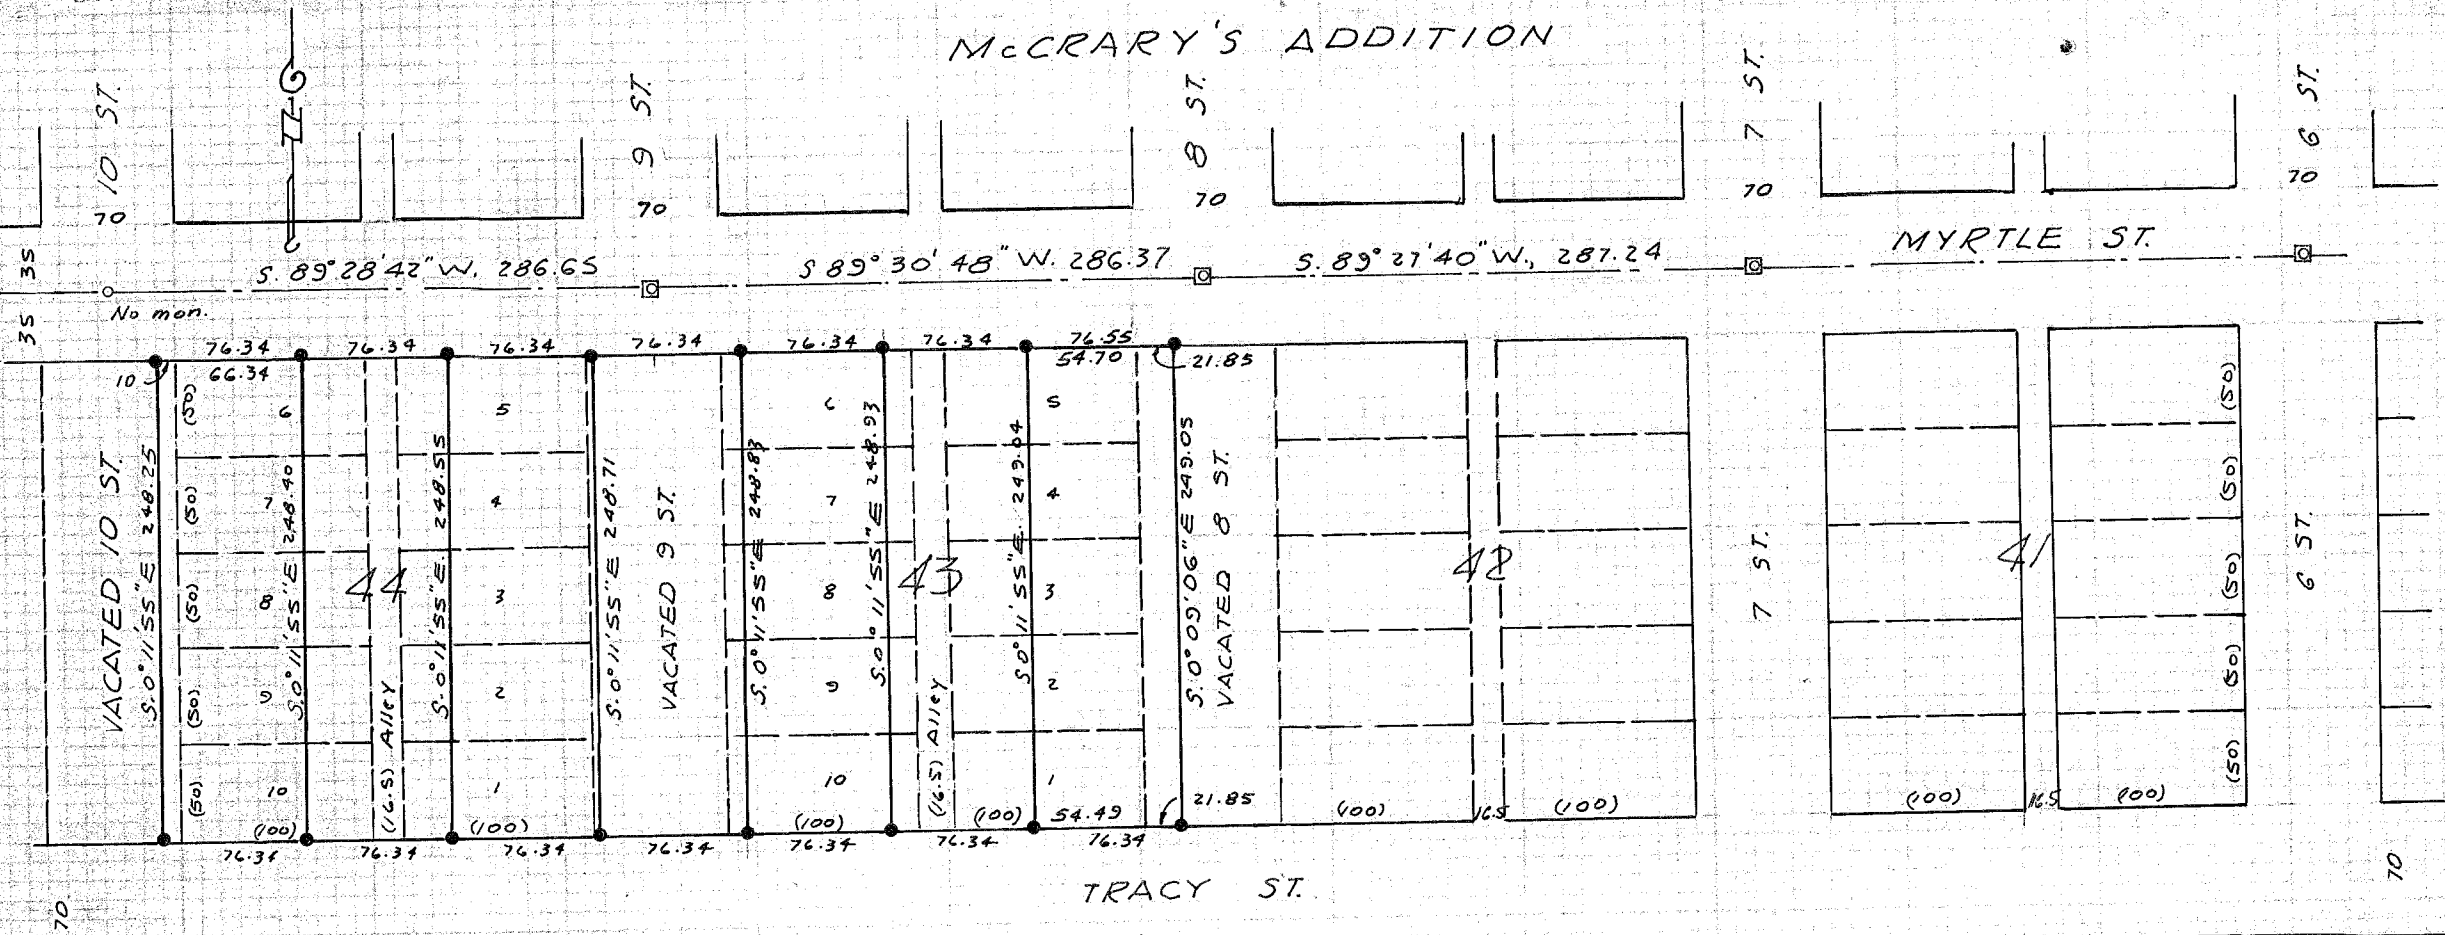 McCRARY'S ADDITION
10 ST.
9 ST.
8 ST.
7 ST.
6 ST.
70
70
70
70
70
35
35
S. 89° 28' 42" W. 286.65
S 89° 30' 48" W. 286.37
S. 89° 27' 40" W., 287.24
MYRTLE ST.
No mon.
76.34
76.34
76.34
76.34
76.34
76.34
76.55
10
66.34
54.70
21.85
VACATED 10 ST.
S. 0° 11' 55" E 248.25
(50)
(50)
(50)
(50)
(50)
6
7
8
9
10
S. 0° 11' 55" E 248.40
44
(16.5) Alley
S. 0° 11' 55" E. 248.55
5
4
3
2
1
S. 0° 11' 55" E 248.71
VACATED 9 ST.
S. 0° 11' 55" E 248.83
6
7
8
9
10
S. 0° 11' 55" E 248.93
43
(16.5) Alley
S 0° 11' 55" E. 249.04
5
4
3
2
1
S. 0° 09' 06" E 249.05
VACATED 8 ST.
42
7 ST.
41
(50)
(50)
(50)
(50)
(50)
6 ST.
(100)
(100)
(100)
(100)
54.49
21.85
(100)
16.5
(100)
(100)
16.5
(100)
76.34
76.34
76.34
76.34
76.34
76.34
76.34
TRACY ST.
70
70